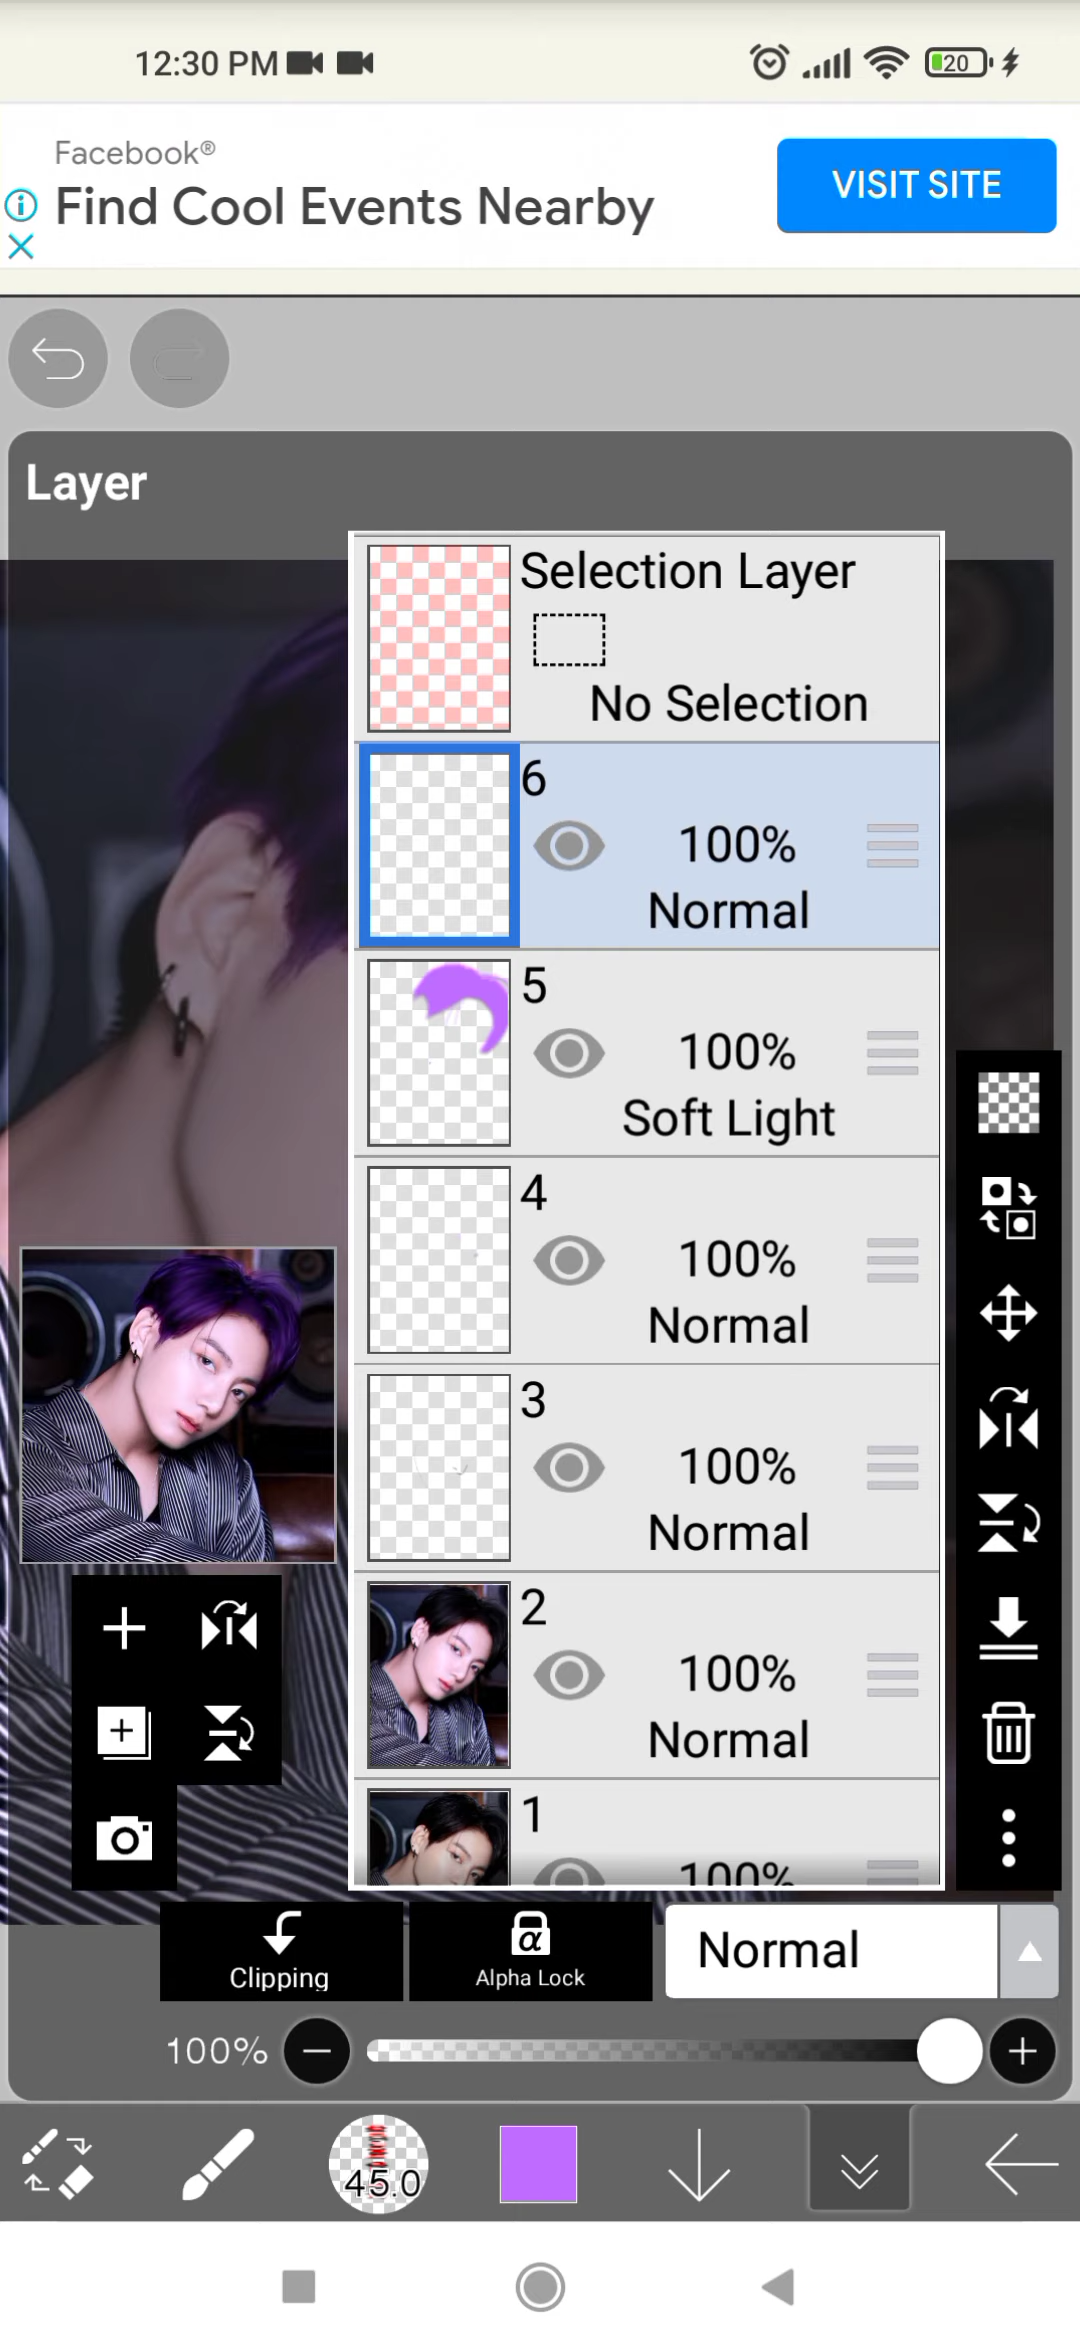 12:30 PM
20
Facebook®
Find Cool Events Nearby
VISIT SITE
Layer
Selection Layer
No Selection
6
100%
Normal
5
100%
Soft Light
4
100%
Normal
3
100%
Normal
2
100%
Normal
1
100%
Clipping
α
Alpha Lock
Normal
100%
45.0